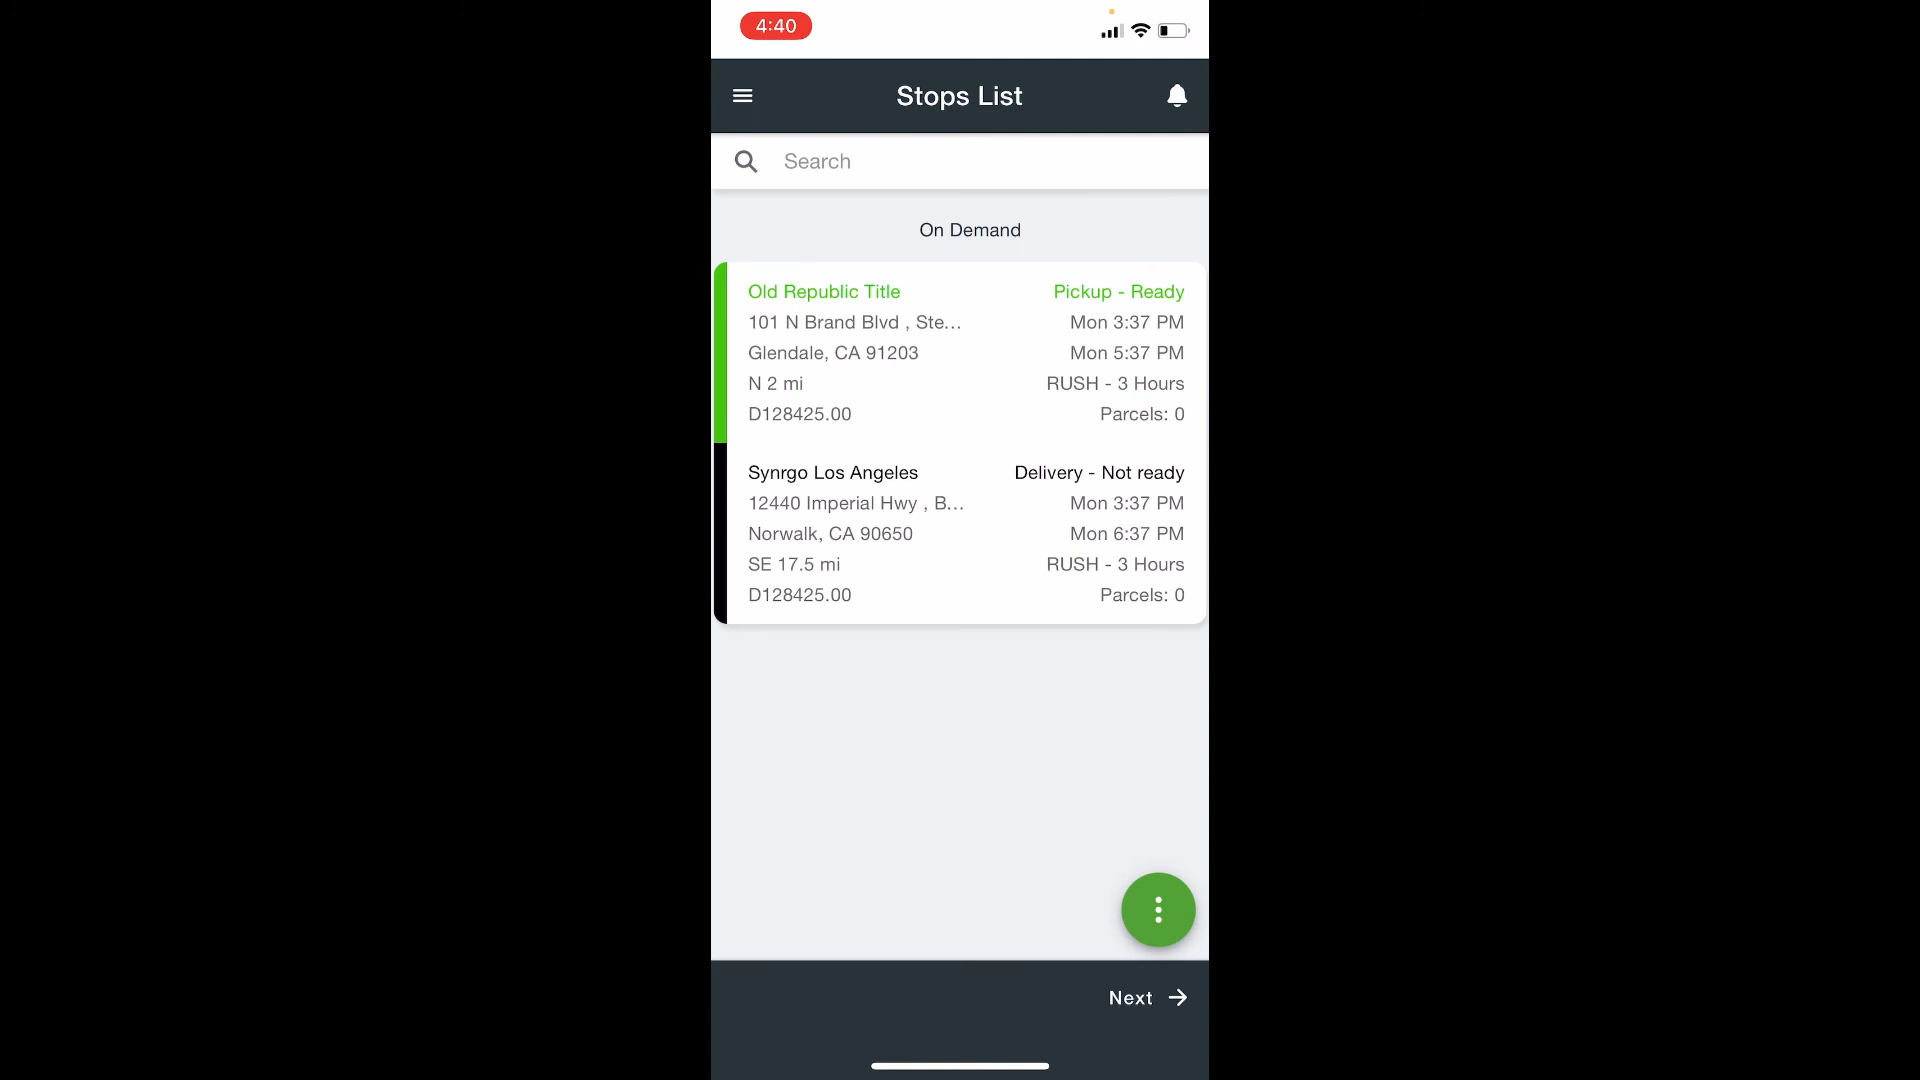 4:40
Stops List
Search
On Demand
Old Republic Title Pickup - Ready
101 N Brand Blvd , Ste... Mon 3:37 PM
Glendale, CA 91203 Mon 5:37 PM
N 2 mi RUSH - 3 Hours
D128425.00 Parcels: 0
Synrgo Los Angeles Delivery - Not ready
12440 Imperial Hwy , B... Mon 3:37 PM
Norwalk, CA 90650 Mon 6:37 PM
SE 17.5 mi RUSH - 3 Hours
D128425.00 Parcels: 0
Next